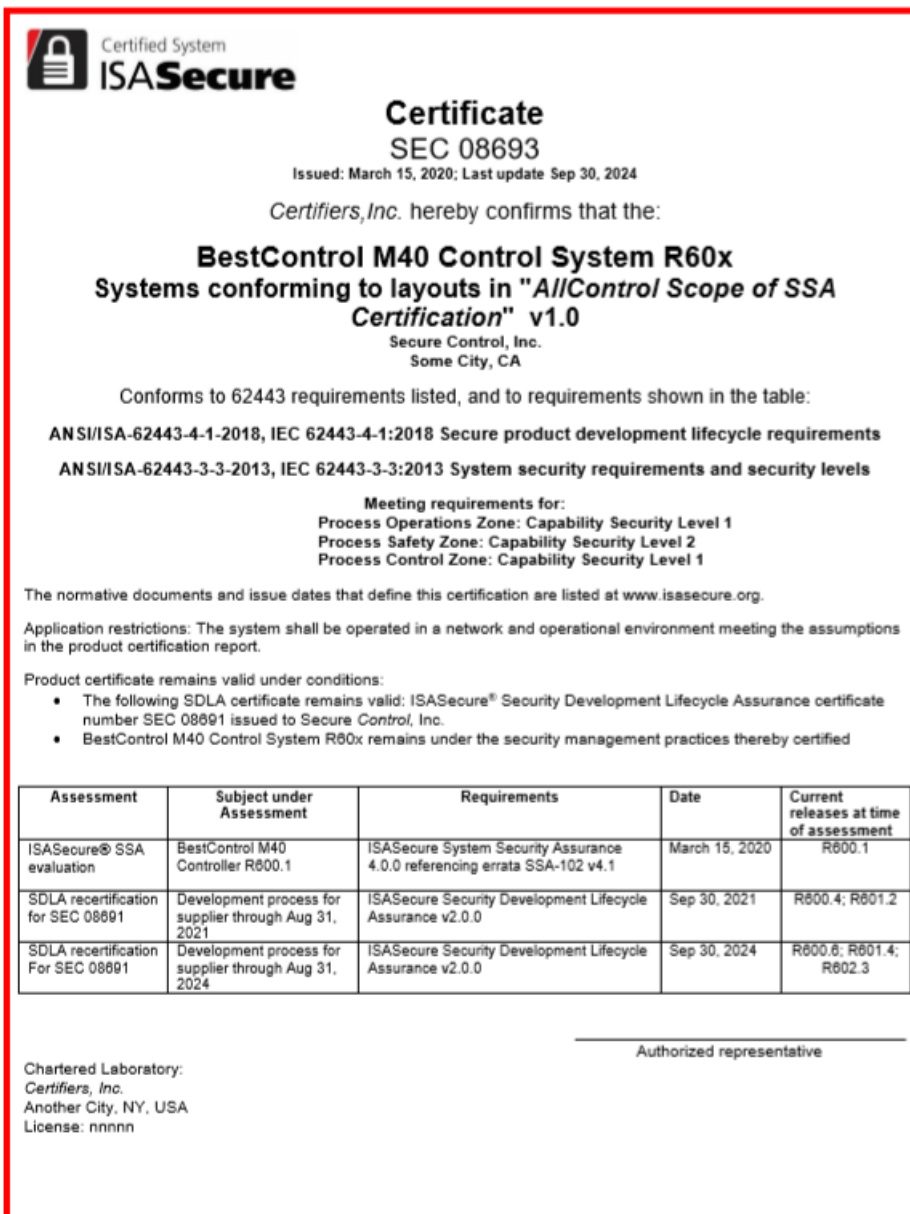 Certified System
ISASecure
Certificate
SEC 08693
Issued: March 15, 2020; Last update Sep 30, 2024
Certifiers,Inc. hereby confirms that the:
BestControl M40 Control System R60x
Systems conforming to layouts in "AllControl Scope of SSA
Certification" v1.0
Secure Control, Inc.
Some City, CA
Conforms to 62443 requirements listed, and to requirements shown in the table:
ANSI/ISA-62443-4-1-2018, IEC 62443-4-1:2018 Secure product development lifecycle requirements
ANSI/ISA-62443-3-3-2013, IEC 62443-3-3:2013 System security requirements and security levels
Meeting requirements for:
Process Operations Zone: Capability Security Level 1
Process Safety Zone: Capability Security Level 2
Process Control Zone: Capability Security Level 1
The normative documents and issue dates that define this certification are listed at www.isasecure.org.
Application restrictions: The system shall be operated in a network and operational environment meeting the assumptions
in the product certification report.
Product certificate remains valid under conditions:
• The following SDLA certificate remains valid: ISASecure® Security Development Lifecycle Assurance certificate
number SEC 08691 issued to Secure Control, Inc.
• BestControl M40 Control System R60x remains under the security management practices thereby certified
Assessment | Subject under Assessment | Requirements | Date | Current releases at time of assessment
ISASecure® SSA evaluation | BestControl M40 Controller R600.1 | ISASecure System Security Assurance 4.0.0 referencing errata SSA-102 v4.1 | March 15, 2020 | R600.1
SDLA recertification for SEC 08691 | Development process for supplier through Aug 31, 2021 | ISASecure Security Development Lifecycle Assurance v2.0.0 | Sep 30, 2021 | R600.4; R601.2
SDLA recertification For SEC 08691 | Development process for supplier through Aug 31, 2024 | ISASecure Security Development Lifecycle Assurance v2.0.0 | Sep 30, 2024 | R600.6; R601.4; R602.3
Authorized representative
Chartered Laboratory:
Certifiers, Inc.
Another City, NY, USA
License: nnnnn